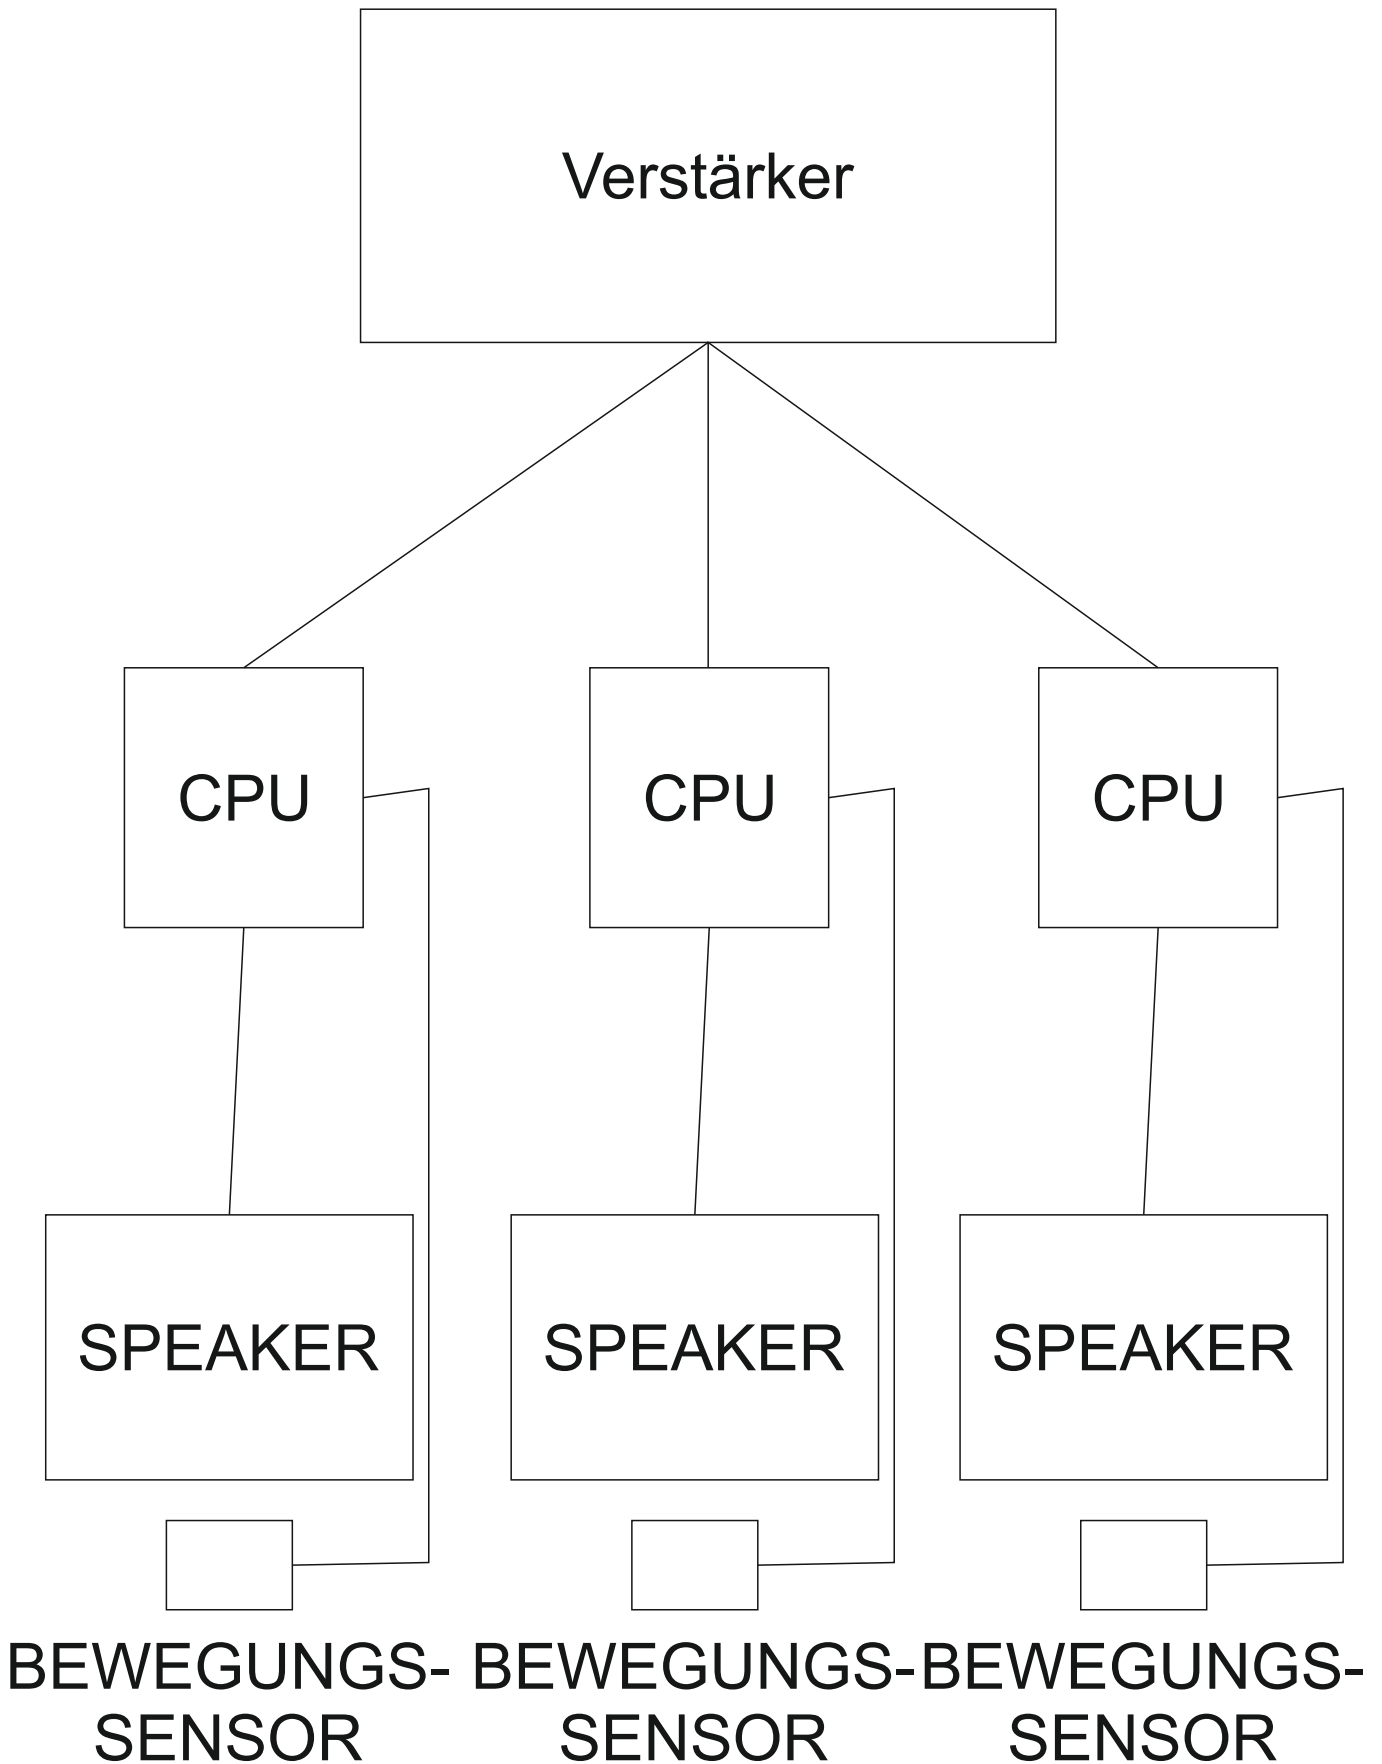 Verstärker
CPU
CPU
CPU
SPEAKER
SPEAKER
SPEAKER
BEWEGUNGS-
SENSOR
BEWEGUNGS-
SENSOR
BEWEGUNGS-
SENSOR